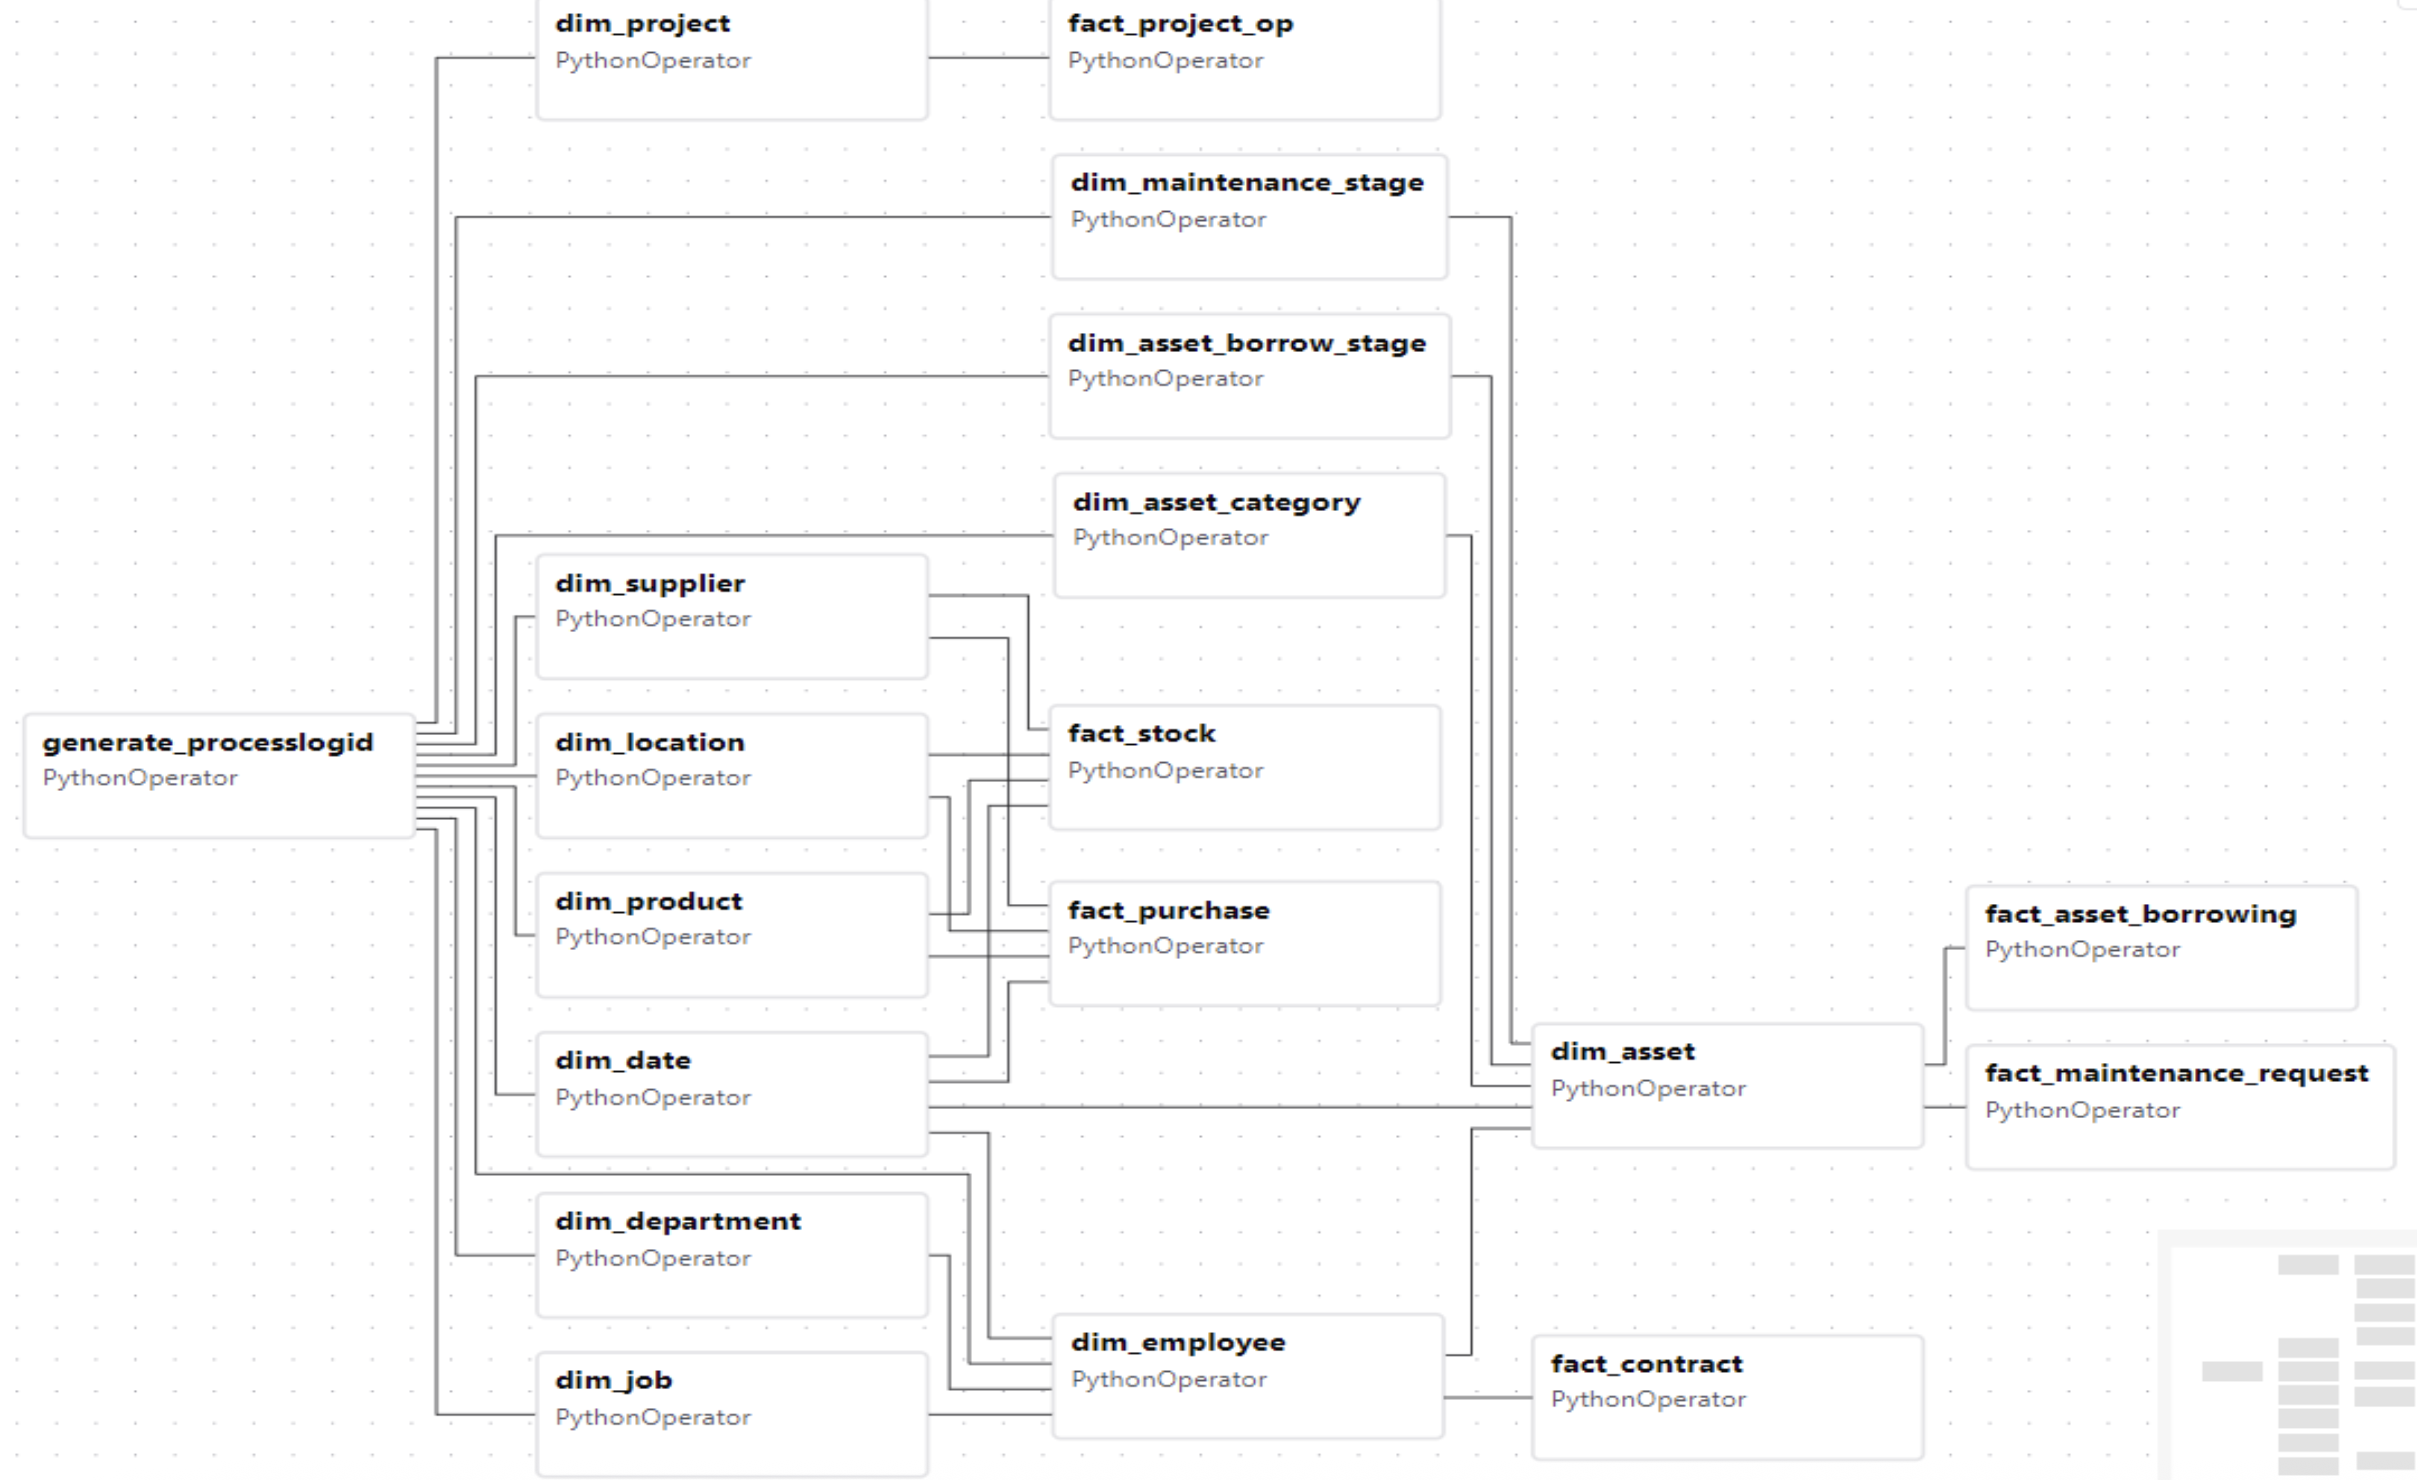 dim_project
PythonOperator
fact_project_op
PythonOperator
dim_maintenance_stage
PythonOperator
dim_asset_borrow_stage
PythonOperator
dim_asset_category
PythonOperator
dim_supplier
PythonOperator
generate_processlogid
PythonOperator
dim_location
PythonOperator
fact_stock
PythonOperator
dim_product
PythonOperator
fact_purchase
PythonOperator
fact_asset_borrowing
PythonOperator
dim_date
PythonOperator
dim_asset
PythonOperator
fact_maintenance_request
PythonOperator
dim_department
PythonOperator
dim_employee
PythonOperator
fact_contract
PythonOperator
dim_job
PythonOperator